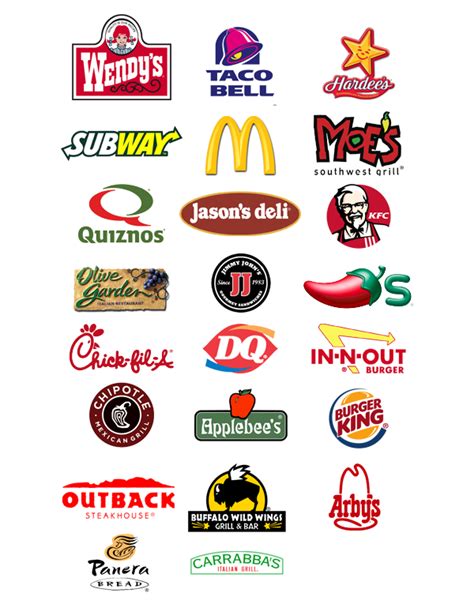 WENDY'S
TACO
BELL
Hardee's
SUBWAY
MOE'S
southwest grill®
QUIZNOS
Jason's deli
KFC
Olive
Garden
ITALIAN RESTAURANT
JIMMY JOHN'S
Since
JJ
1983
GOURMET SANDWICHES
'S
Chick-fil-A
DQ
IN-N-OUT
BURGER
CHIPOTLE
MEXICAN GRILL
Applebee's
BURGER
KING
OUTBACK
STEAKHOUSE®
BUFFALO WILD WINGS
GRILL & BAR
Arby's
Panera
BREAD®
CARRABBA'S
ITALIAN GRILL